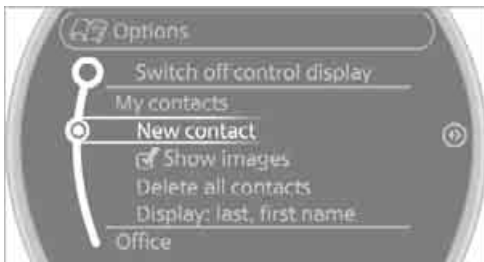 Options
Switch off control display
My contacts
New contact
Show images
Delete all contacts
Display: last, first name
Office